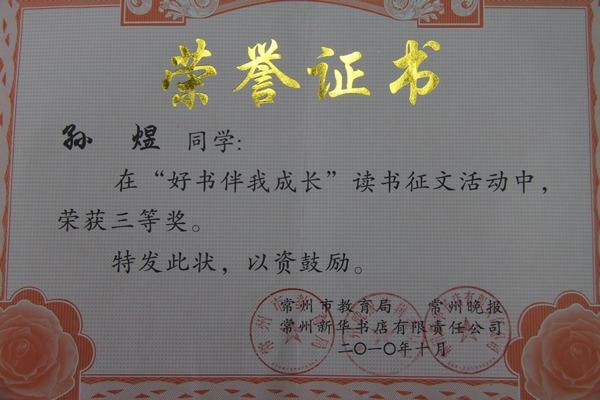 荣誉证书
孙 煜 同学:
在“好书伴我成长”读书征文活动中，
荣获三等奖。
特发此状，以资鼓励。
常州市教育局 常州晚报
常州新华书店有限责任公司
二〇一〇年十月